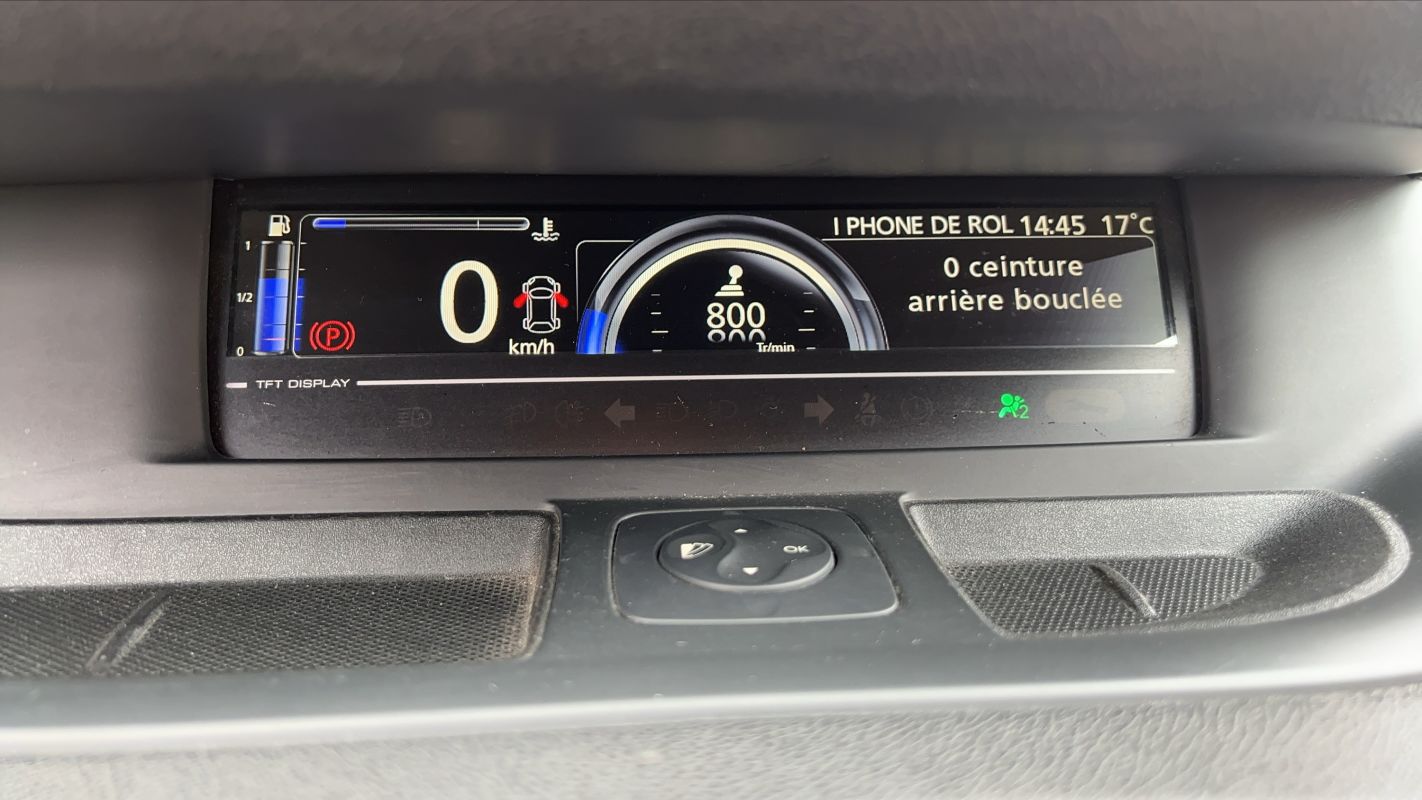 I PHONE DE ROL 14:45 17°C
1
1/2
0
P
0
km/h
800
Tr/min
0 ceinture
arrière bouclée
TFT DISPLAY
2
OK